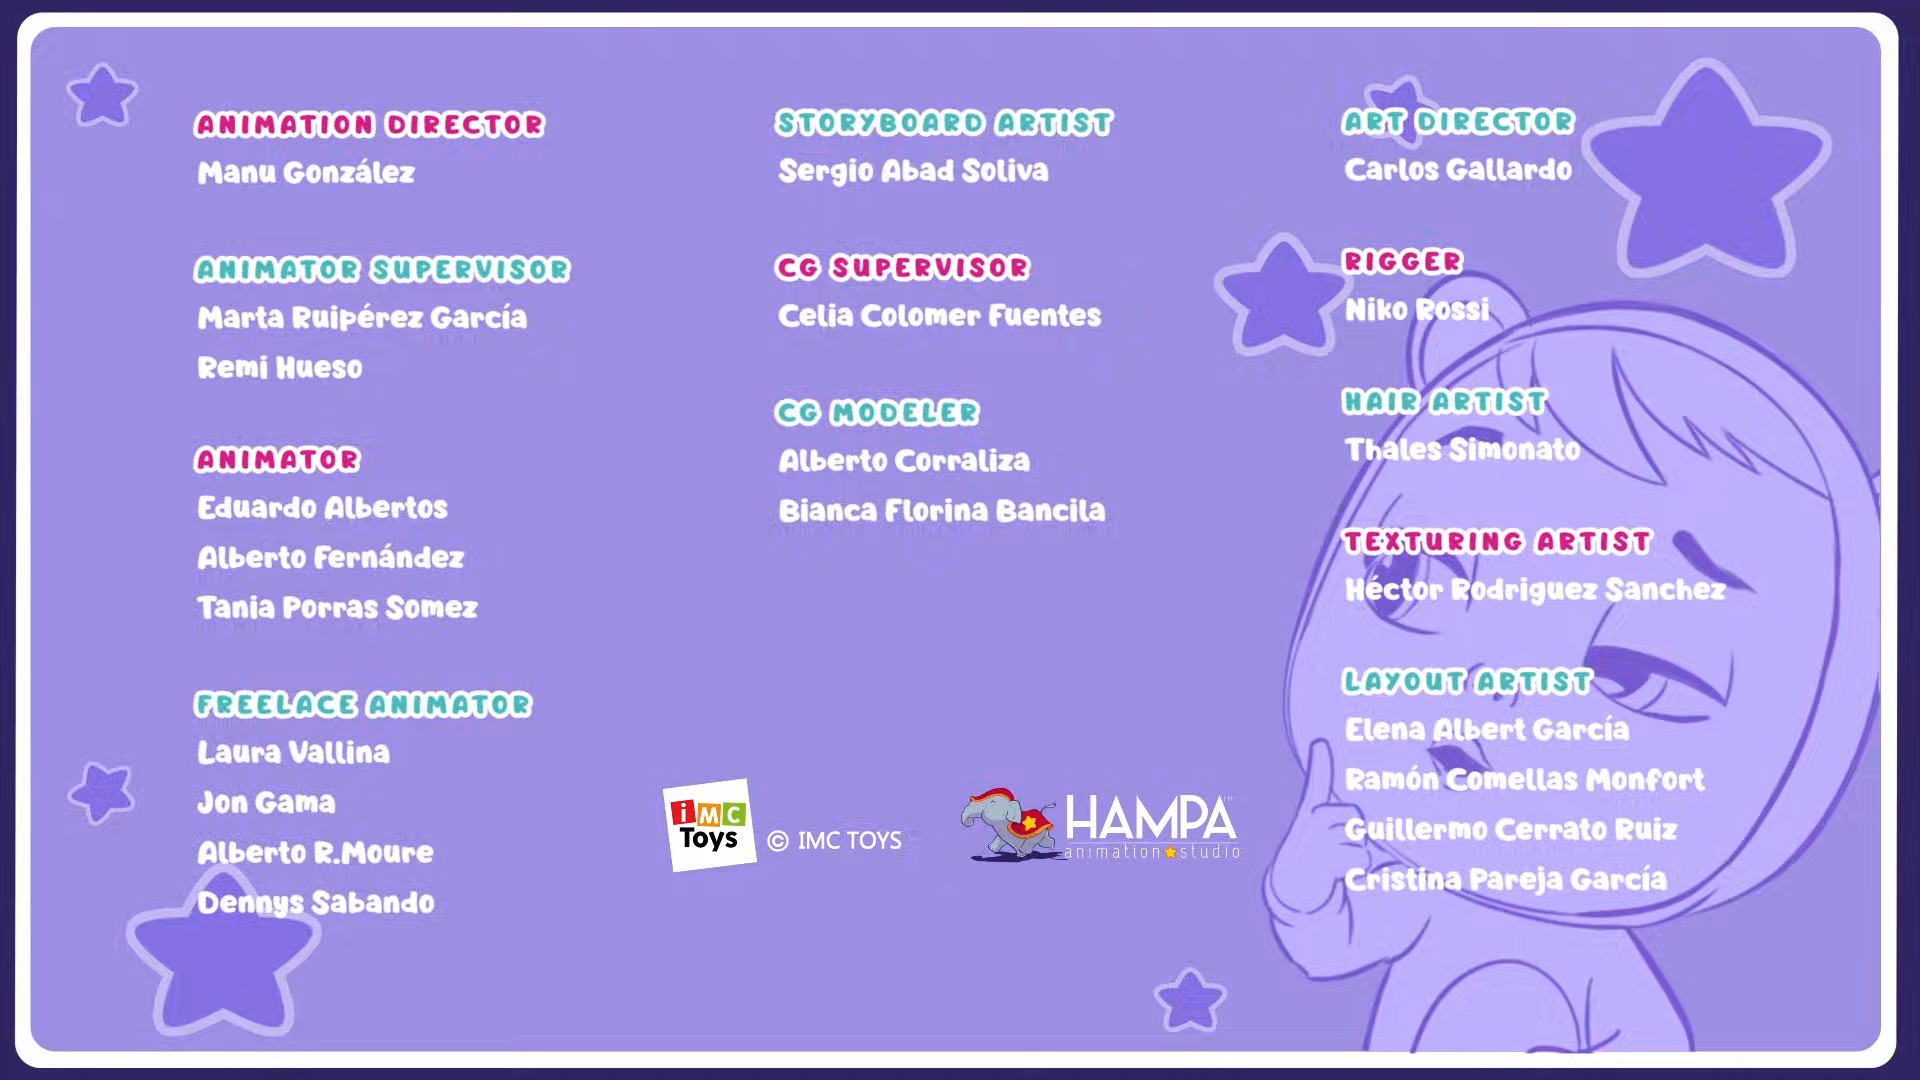 ANIMATION DIRECTOR
Manu González
ANIMATOR SUPERVISOR
Marta Ruipérez García
Remi Hueso
ANIMATOR
Eduardo Albertos
Alberto Fernández
Tania Porras Somez
FREELACE ANIMATOR
Laura Vallina
Jon Gama
Alberto R.Moure
Dennys Sabando
STORYBOARD ARTIST
Sergio Abad Soliva
CG SUPERVISOR
Celia Colomer Fuentes
CG MODELER
Alberto Corraliza
Bianca Florina Bancila
iMC
Toys
© IMC TOYS
HAMPA™
animation studio
ART DIRECTOR
Carlos Gallardo
RIGGER
Niko Rossi
HAIR ARTIST
Thales Simonato
TEXTURING ARTIST
Héctor Rodriguez Sanchez
LAYOUT ARTIST
Elena Albert García
Ramón Comellas Monfort
Guillermo Cerrato Ruiz
Cristina Pareja García